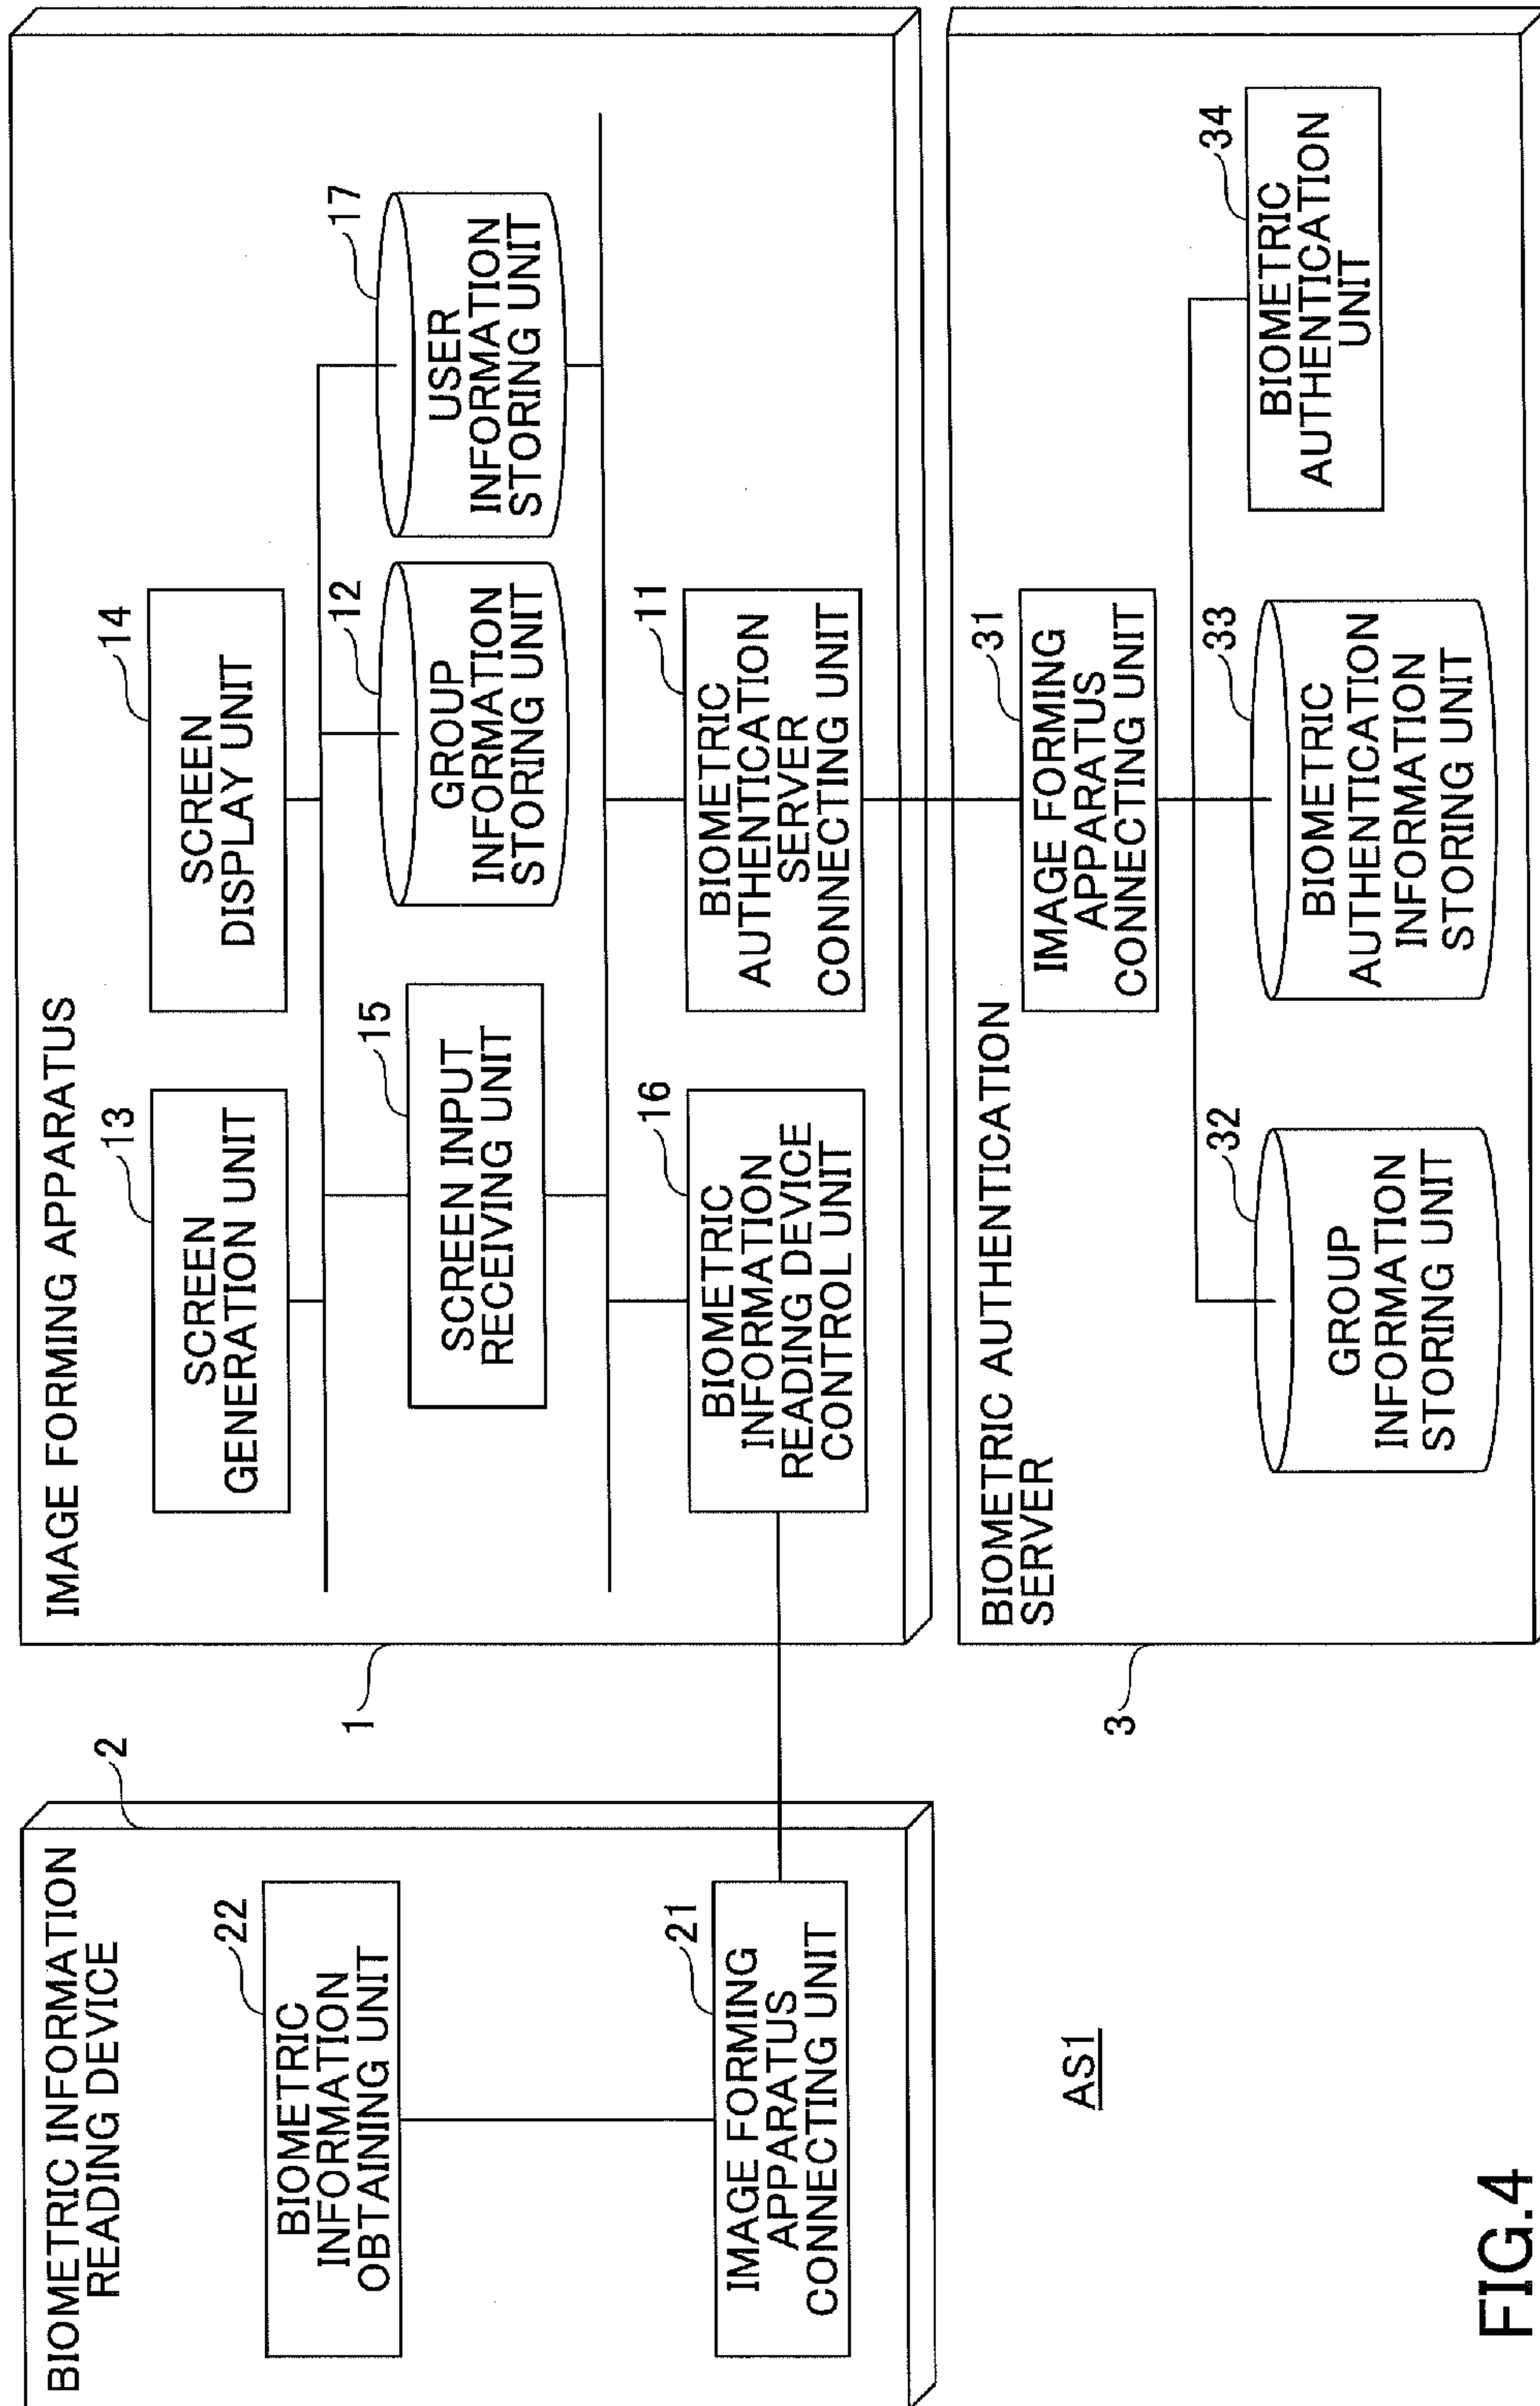 FIG.4
BIOMETRIC INFORMATION
READING DEVICE
2
22
BIOMETRIC
INFORMATION
OBTAINING UNIT
21
IMAGE FORMING
APPARATUS
CONNECTING UNIT
AS1
1
IMAGE FORMING APPARATUS
13
SCREEN
GENERATION UNIT
14
SCREEN
DISPLAY UNIT
15
SCREEN INPUT
RECEIVING UNIT
12
GROUP
INFORMATION
STORING UNIT
17
USER
INFORMATION
STORING UNIT
16
BIOMETRIC
INFORMATION
READING DEVICE
CONTROL UNIT
11
BIOMETRIC
AUTHENTICATION
SERVER
CONNECTING UNIT
3
BIOMETRIC AUTHENTICATION
SERVER
31
IMAGE FORMING
APPARATUS
CONNECTING UNIT
32
GROUP
INFORMATION
STORING UNIT
33
BIOMETRIC
AUTHENTICATION
INFORMATION
STORING UNIT
34
BIOMETRIC
AUTHENTICATION
UNIT